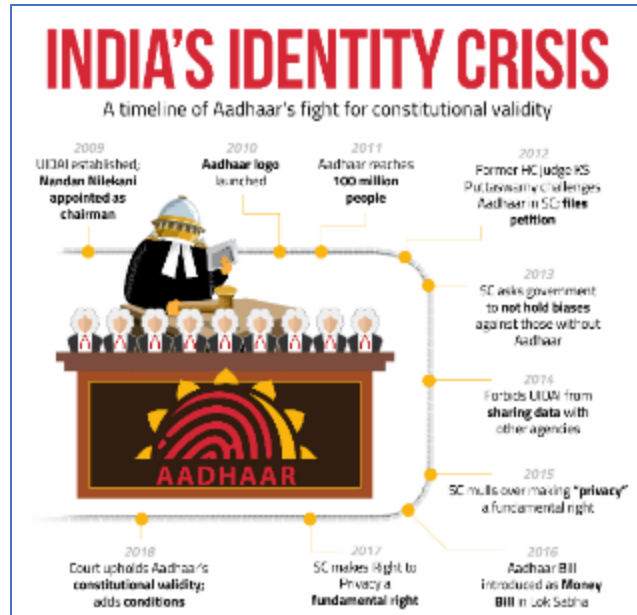 INDIA'S IDENTITY CRISIS
A timeline of Aadhaar's fight for constitutional validity
2009
UIDAI established;
Nandan Nilekani
appointed as
chairman
2010
Aadhaar logo
launched
2011
Aadhaar reaches
100 million
people
2012
Former HC judge KS
Puttaswamy challenges
Aadhaar in SC; files
petition
2013
SC asks government
to not hold biases
against those without
Aadhaar
2014
Forbids UIDAI from
sharing data with
other agencies
2015
SC mulls over making "privacy"
a fundamental right
2016
Aadhaar Bill
introduced as Money
Bill in Lok Sabha
2017
SC makes Right to
Privacy a
fundamental right
2018
Court upholds Aadhaar's
constitutional validity;
adds conditions
AADHAAR